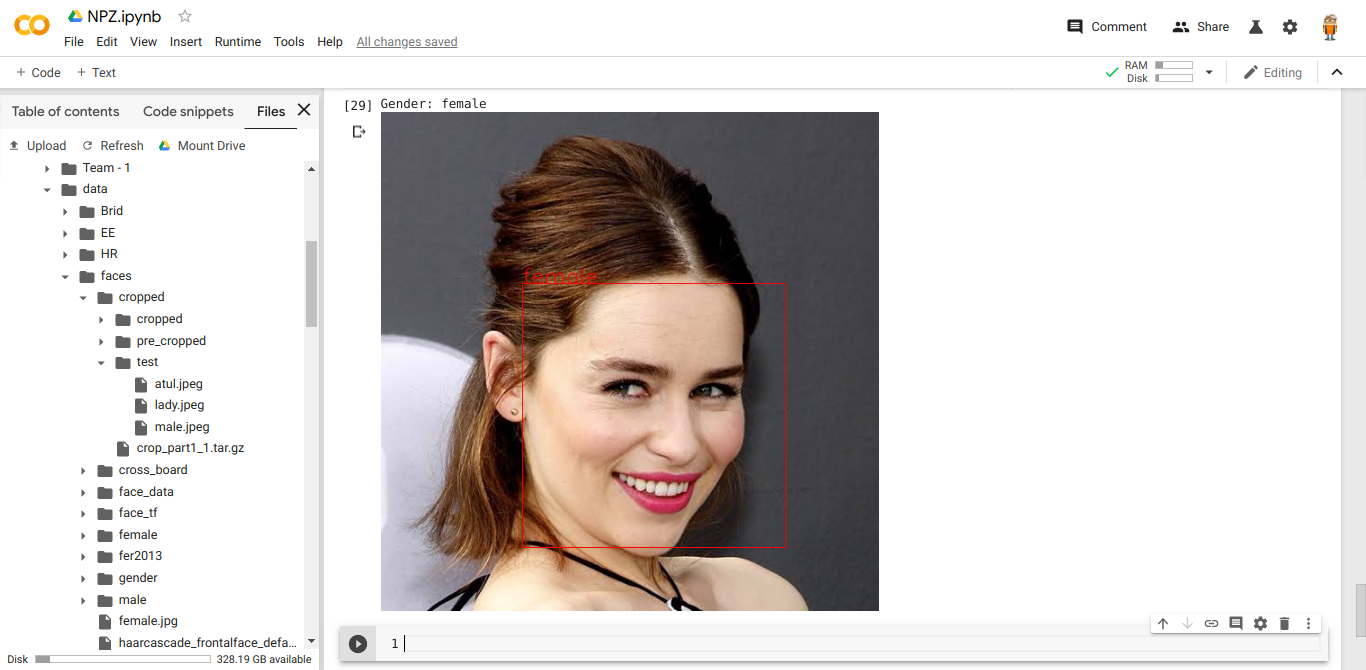 NPZ.ipynb
File Edit View Insert Runtime Tools Help All changes saved
Comment Share
+ Code + Text
RAM
Disk
Editing
Table of contents Code snippets Files
Upload Refresh Mount Drive
Team - 1
data
Brid
EE
HR
faces
cropped
cropped
pre_cropped
test
atul.jpeg
lady.jpeg
male.jpeg
crop_part1_1.tar.gz
cross_board
face_data
face_tf
female
fer2013
gender
male
female.jpg
haarcascade_frontalface_defa...
Disk 328.19 GB available
[29] Gender: female
female
1